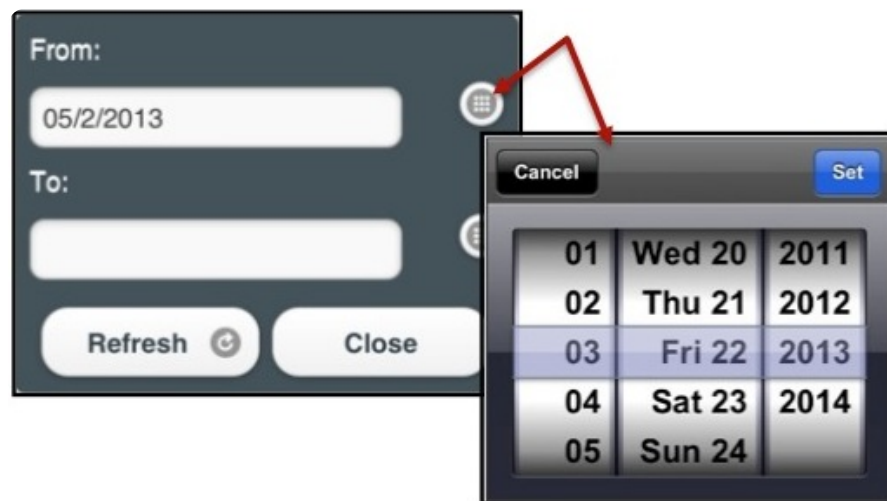 From:
05/2/2013
To:
Refresh
Close
Cancel
Set
01 Wed 20 2011
02 Thu 21 2012
03 Fri 22 2013
04 Sat 23 2014
05 Sun 24